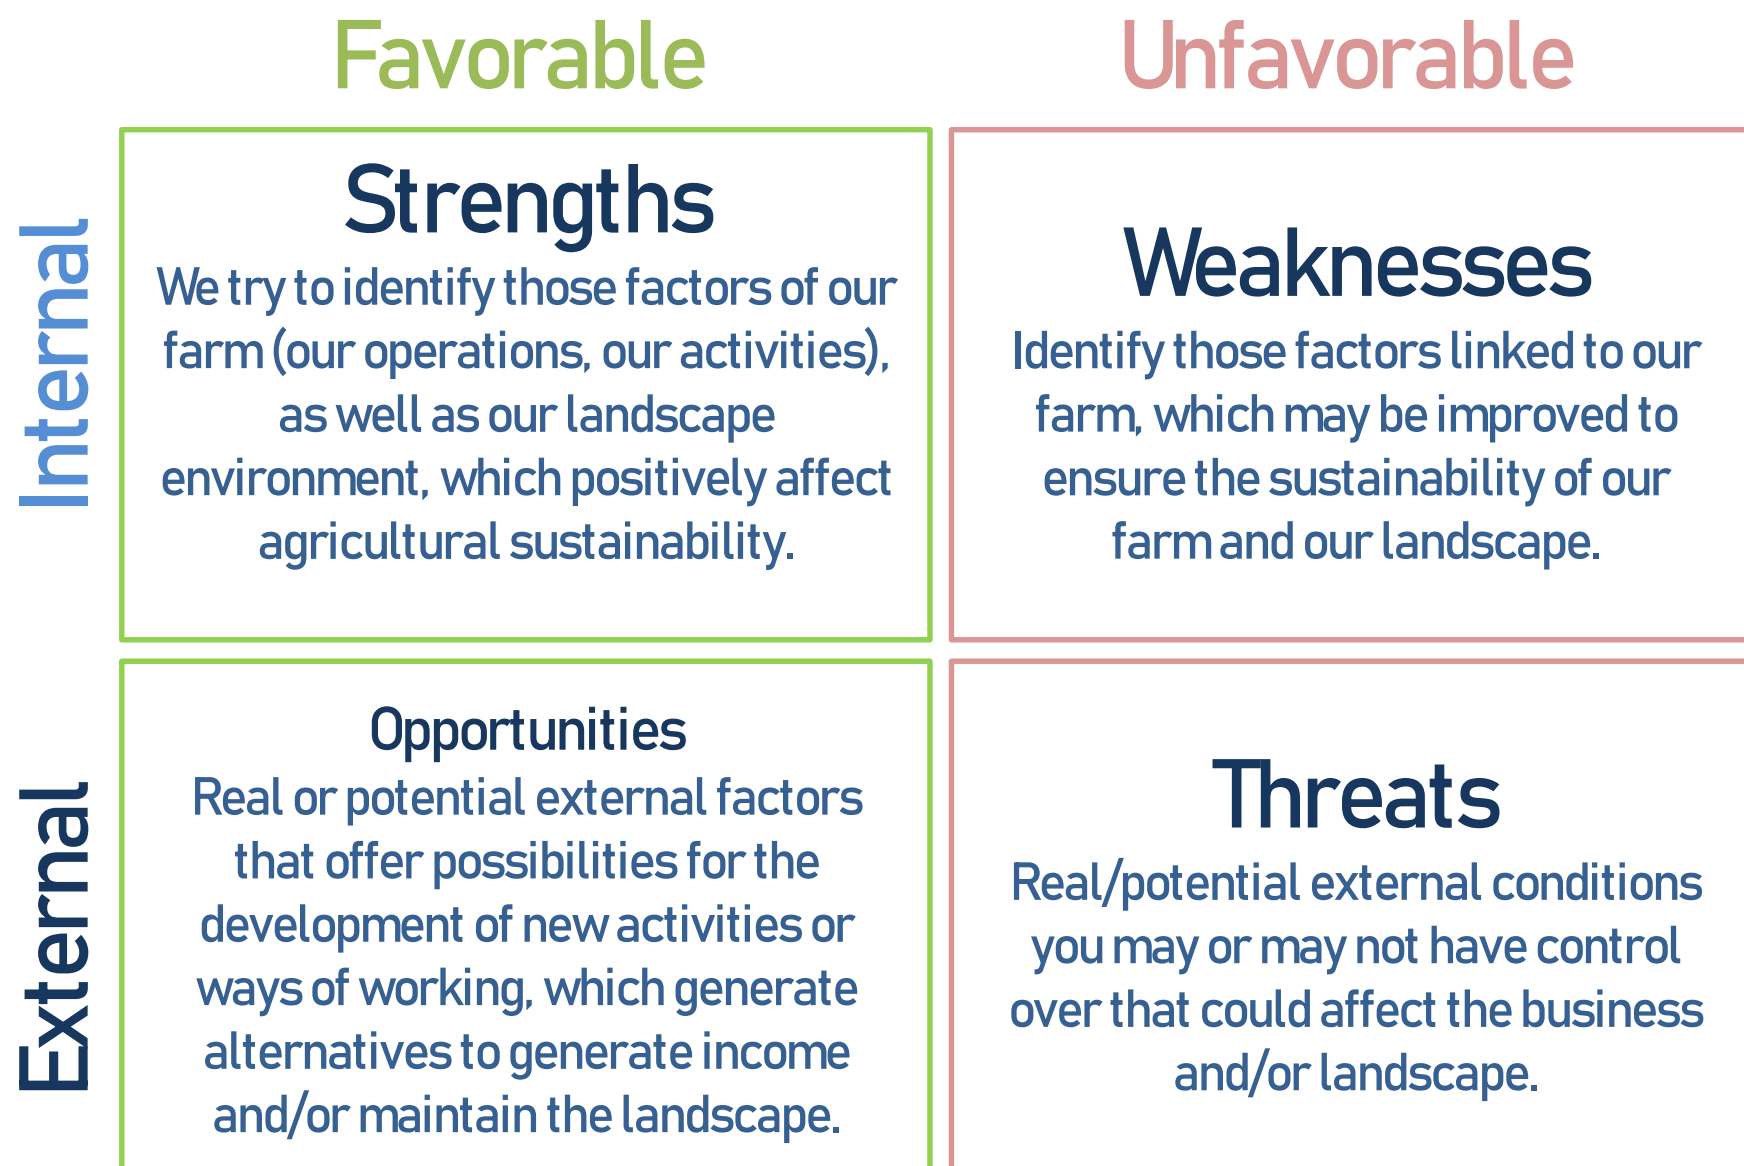 Favorable
Unfavorable
Internal
Strengths
We try to identify those factors of our
farm (our operations, our activities),
as well as our landscape
environment, which positively affect
agricultural sustainability.
Weaknesses
Identify those factors linked to our
farm, which may be improved to
ensure the sustainability of our
farm and our landscape.
External
Opportunities
Real or potential external factors
that offer possibilities for the
development of new activities or
ways of working, which generate
alternatives to generate income
and/or maintain the landscape.
Threats
Real/potential external conditions
you may or may not have control
over that could affect the business
and/or landscape.